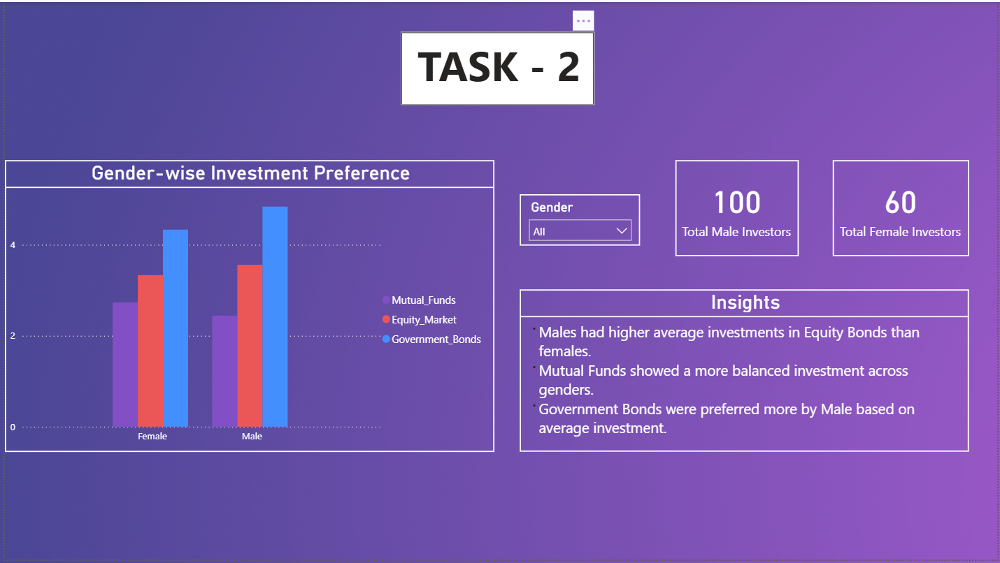 TASK - 2
Gender-wise Investment Preference
4
2
0
Female
Male
Mutual_Funds
Equity_Market
Government_Bonds
Gender
All
100
Total Male Investors
60
Total Female Investors
Insights
Males had higher average investments in Equity Bonds than
females.
Mutual Funds showed a more balanced investment across
genders.
Government Bonds were preferred more by Male based on
average investment.